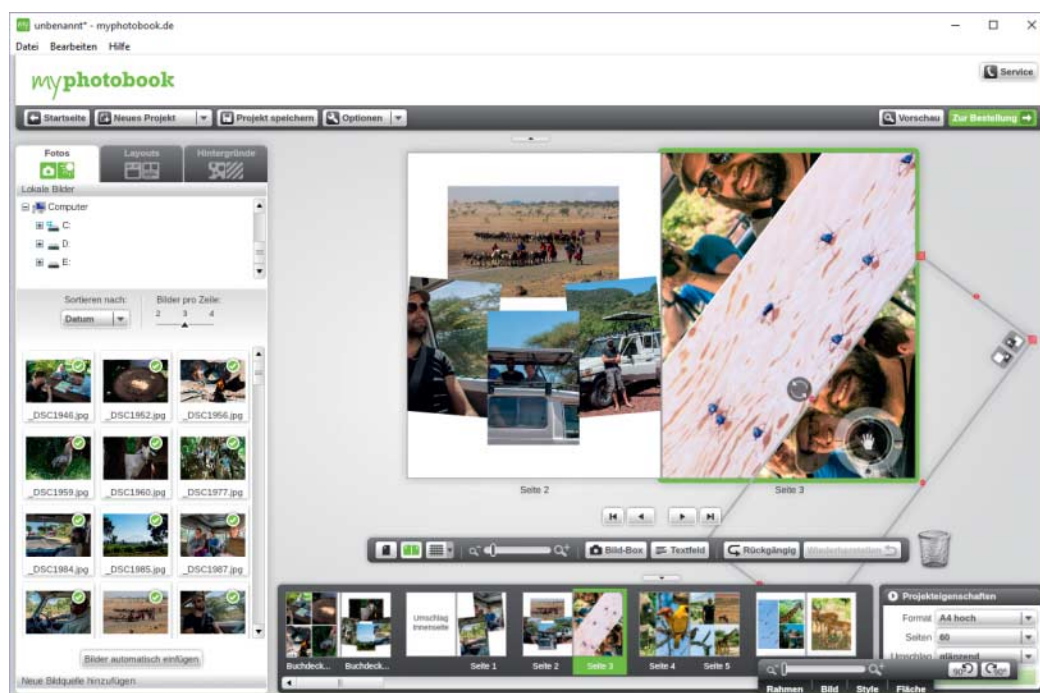 unbenannt* - myphotobook.de
Datei Bearbeiten Hilfe
myphotobook
Service
Startseite Neues Projekt Projekt speichern Optionen Vorschau Zur Bestellung
Fotos Layouts Hintergründe
Lokale Bilder
Computer
C:
D:
E:
Sortieren nach: Bilder pro Zeile:
Datum 2 3 4
_DSC1946.jpg _DSC1952.jpg _DSC1956.jpg
_DSC1959.jpg _DSC1960.jpg _DSC1977.jpg
_DSC1984.jpg _DSC1985.jpg _DSC1987.jpg
Bilder automatisch einfügen
Neue Bildquelle hinzufügen
Seite 2 Seite 3
Bild-Box Textfeld Rückgängig Wiederherstellen
Umschlag
Innenseite
Buchdeck... Buchdeck... Seite 1 Seite 2 Seite 3 Seite 4 Seite 5
Projekteigenschaften
Format A4 hoch
Seiten 60
Umschlag glänzend
90° 90°
Rahmen Bild Style Fläche